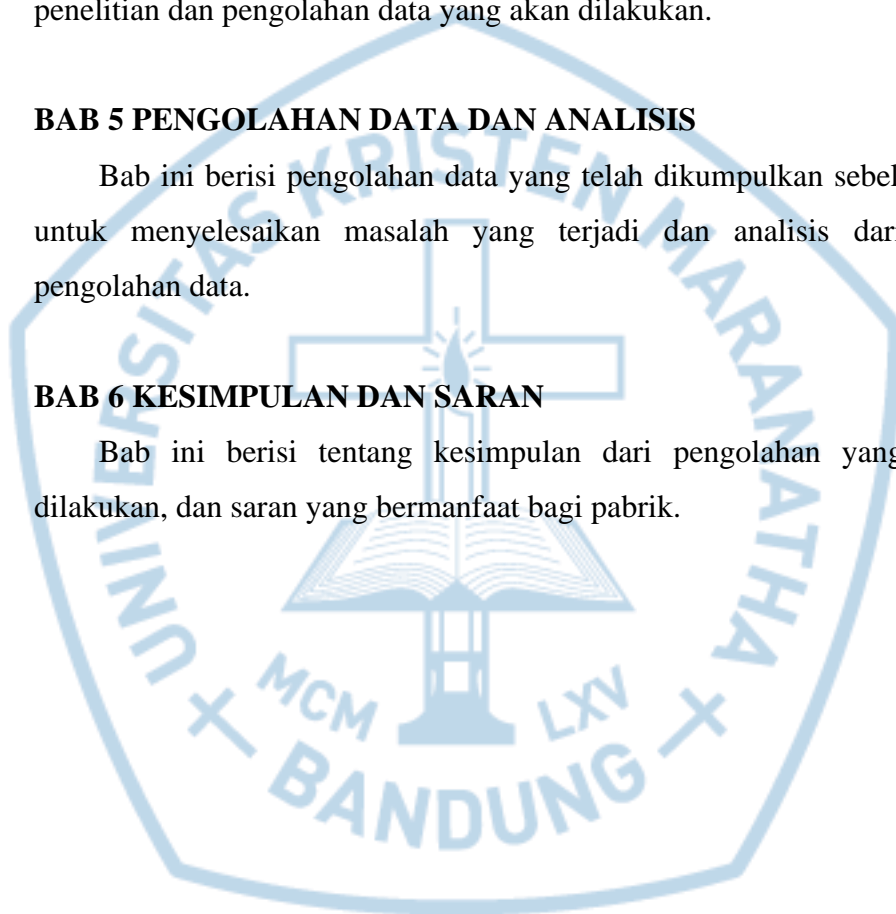 penelitian dan pengolahan data yang akan dilakukan.
BAB 5 PENGOLAHAN DATA DAN ANALISIS
Bab ini berisi pengolahan data yang telah dikumpulkan sebel
untuk menyelesaikan masalah yang terjadi dan analisis dari
pengolahan data.
BAB 6 KESIMPULAN DAN SARAN
Bab ini berisi tentang kesimpulan dari pengolahan yang
dilakukan, dan saran yang bermanfaat bagi pabrik.
UNIVERSITAS KRISTEN MARANATHA
MCM LXV
BANDUNG